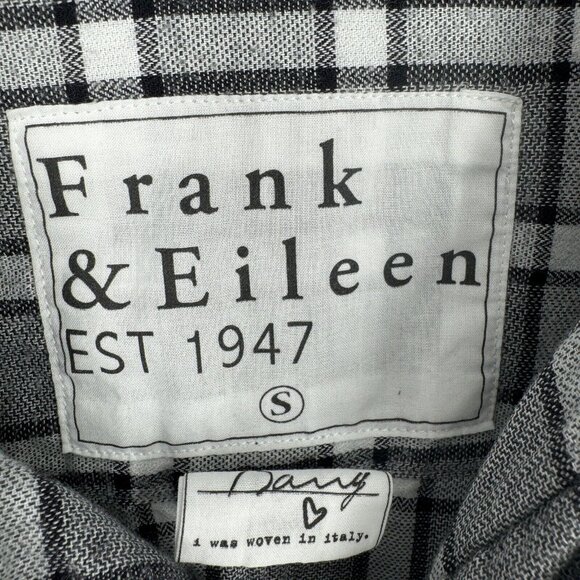 Frank
& Eileen
EST 1947
S
i was woven in italy.